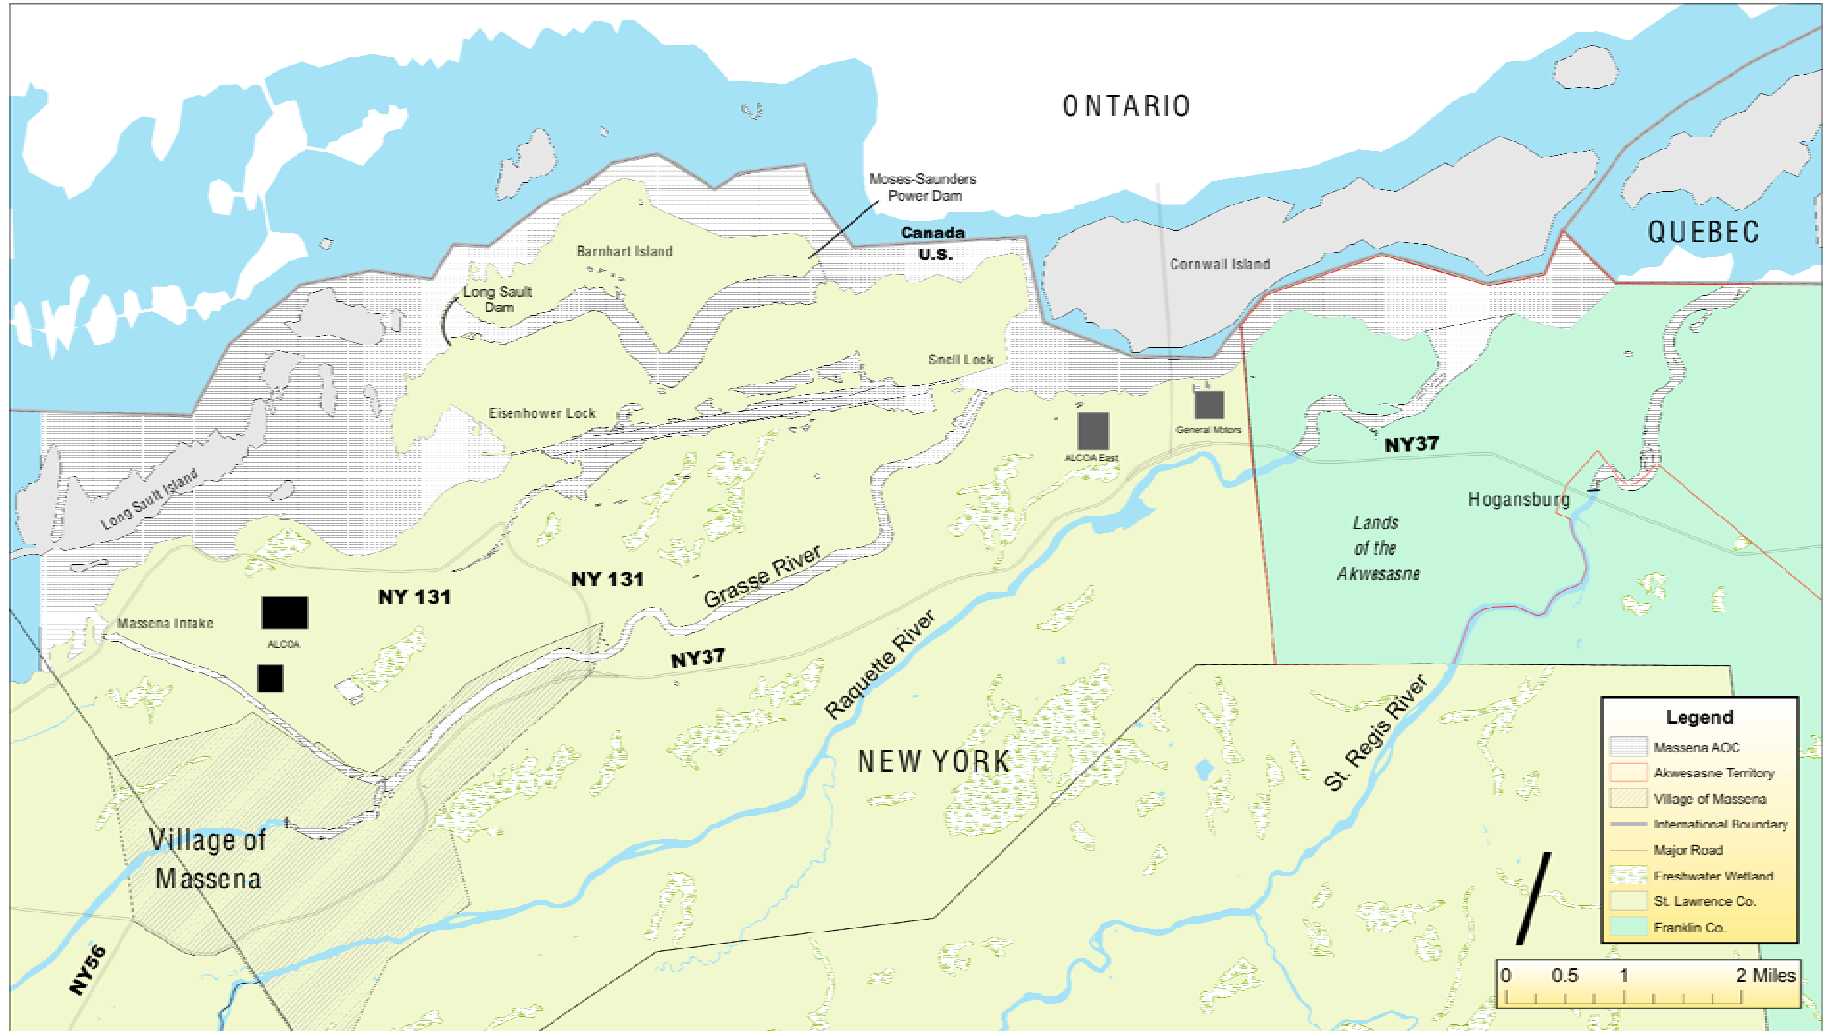 ONTARIO
Moses-Saunders
Power Dam
Canada
U.S.
QUEBEC
Barnhart Island
Cornwall Island
Long Sault
Dam
Snell Lock
Eisenhower Lock
General Motors
ALCOA East
NY37
Long Sault Island
Hogansburg
Lands
of the
Akwesasne
Grasse River
NY 131
NY 131
Massena Intake
ALCOA
NY37
Raquette River
St. Regis River
NEW YORK
Village of
Massena
NY56
Legend
Massena AOC
Akwesasne Territory
Village of Massena
International Boundary
Major Road
Freshwater Wetland
St. Lawrence Co.
Franklin Co.
0 0.5 1 2 Miles